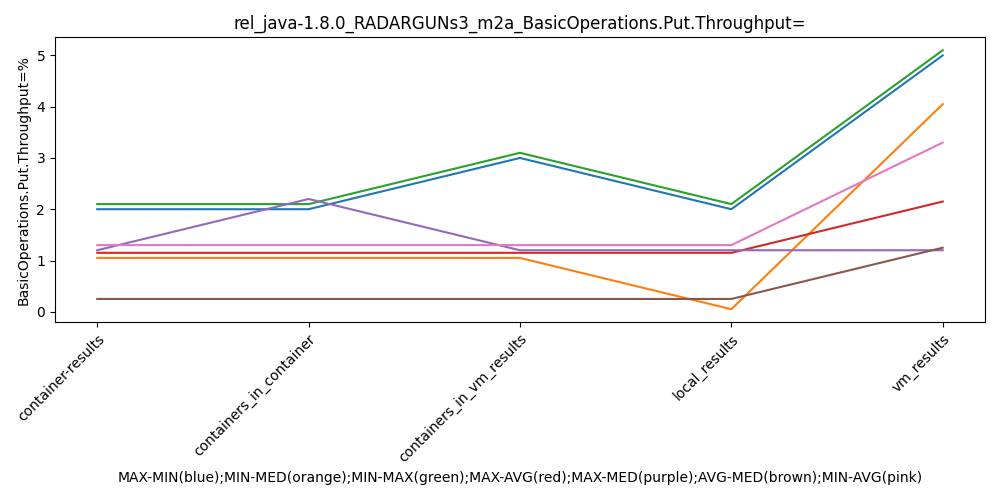 rel_java-1.8.0_RADARGUNs3_m2a_BasicOperations.Put.Throughput=
BasicOperations.Put.Throughput=%
5
4
3
2
1
0
container-results
containers_in_container
containers_in_vm_results
local_results
vm_results
MAX-MIN(blue);MIN-MED(orange);MIN-MAX(green);MAX-AVG(red);MAX-MED(purple);AVG-MED(brown);MIN-AVG(pink)